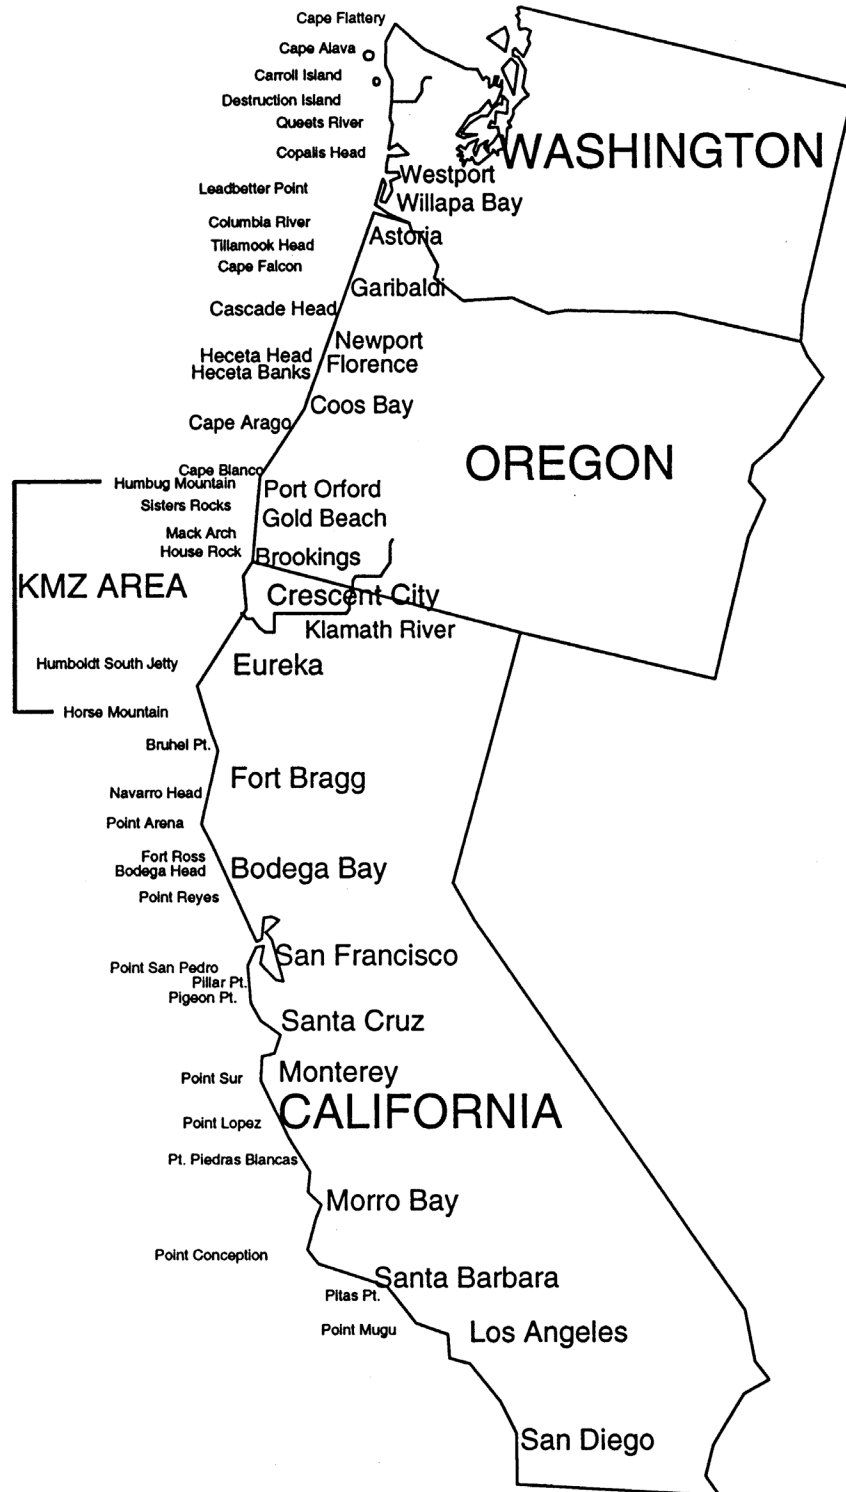 Cape Flattery
Cape Alava
Carroll Island
Destruction Island
Queets River
Copalis Head
WASHINGTON
Westport
Leadbetter Point
Willapa Bay
Columbia River
Astoria
Tillamook Head
Cape Falcon
Garibaldi
Cascade Head
Newport
Heceta Head
Florence
Heceta Banks
Coos Bay
Cape Arago
OREGON
Cape Blanco
Humbug Mountain
Port Orford
Sisters Rocks
Gold Beach
Mack Arch
House Rock
Brookings
KMZ AREA
Crescent City
Klamath River
Humboldt South Jetty
Eureka
Horse Mountain
Bruhel Pt.
Fort Bragg
Navarro Head
Point Arena
Fort Ross
Bodega Head
Bodega Bay
Point Reyes
San Francisco
Point San Pedro
Pillar Pt.
Pigeon Pt.
Santa Cruz
Point Sur
Monterey
CALIFORNIA
Point Lopez
Pt. Piedras Blancas
Morro Bay
Point Conception
Santa Barbara
Pitas Pt.
Point Mugu
Los Angeles
San Diego